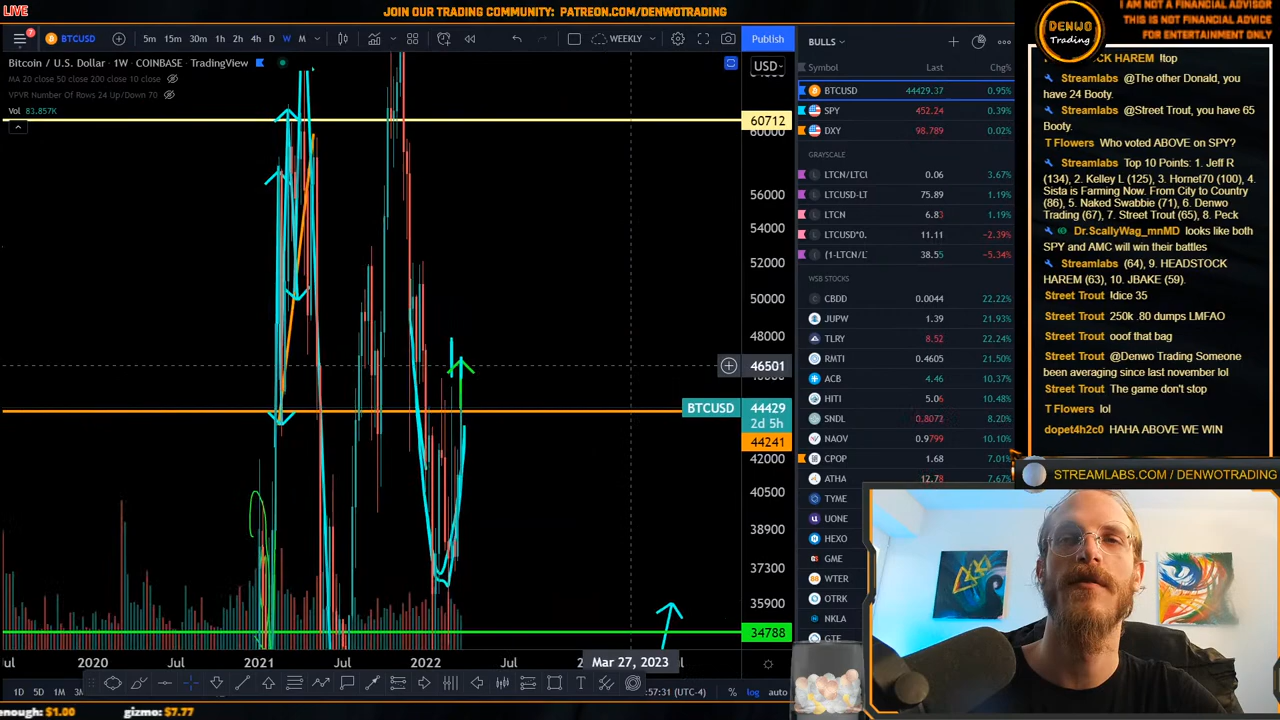 LIVE
JOIN OUR TRADING COMMUNITY: PATREON.COM/DENWOTRADING
I AM NOT A FINANCIAL ADVISOR
THIS IS NOT FINANCIAL ADVICE
FOR ENTERTAINMENT ONLY
DENWO
Trading
7
BTCUSD
5m 15m 30m 1h 2h 4h D W M
WEEKLY
Publish
Bitcoin / U.S. Dollar · 1W · COINBASE · TradingView
MA 20 close 50 close 200 close 10 close
VPVR Number Of Rows 24 Up/Down 70
Vol 83.857K
USD
60712
60000
56000
54000
52000
50000
48000
46501
BTCUSD 44429
2d 5h
44241
42000
40500
38900
37300
35900
34788
2020 Jul 2021 Jul 2022 Jul
Mar 27, 2023
1D 5D 1M 3M
:57:31 (UTC-4)
% log auto
BULLS
Symbol Last Chg%
BTCUSD 44429.37 0.95%
SPY 452.24 0.39%
DXY 98.789 0.02%
GRAYSCALE
LTCN/LTCI 0.06 3.67%
LTCUSD-LT 75.89 1.19%
LTCN 6.83 1.19%
LTCUSD*0. 11.11 −2.39%
(1-LTCN/L 38.55 −5.34%
WSB STOCKS
CBDD 0.0044 22.22%
JUPW 1.39 21.93%
TLRY 8.52 22.24%
RMTI 0.4605 21.50%
ACB 4.46 10.37%
HITI 5.06 10.48%
SNDL 0.8072 8.20%
NAOV 0.9799 10.10%
CPOP 1.68 7.01%
ATHA 12.78 7.67%
TYME
UONE
HEXO
GME
WTER
OTRK
NKLA
GTE
HAREM !top
Streamlabs @The other Donald, you
have 24 Booty.
Streamlabs @Street Trout, you have 65
Booty.
T Flowers Who voted ABOVE on SPY?
Streamlabs Top 10 Points: 1. Jeff R
(134), 2. Kelley L (125), 3. Hornet70 (100), 4.
Sista is Farming Now. From City to Country
(86), 5. Naked Swabbie (71), 6. Denwo
Trading (67), 7. Street Trout (65), 8. Peck
Dr.ScallyWag_mnMD looks like both
SPY and AMC will win their battles
Streamlabs (64), 9. HEADSTOCK
HAREM (63), 10. JBAKE (59).
Street Trout !dice 35
Street Trout 250k .80 dumps LMFAO
Street Trout ooof that bag
Street Trout @Denwo Trading Someone
been averaging since last november lol
Street Trout The game don't stop
T Flowers lol
dopet4h2c0 HAHA ABOVE WE WIN
STREAMLABS.COM / DENWOTRADING
enough: $1.00 gizmo: $7.77